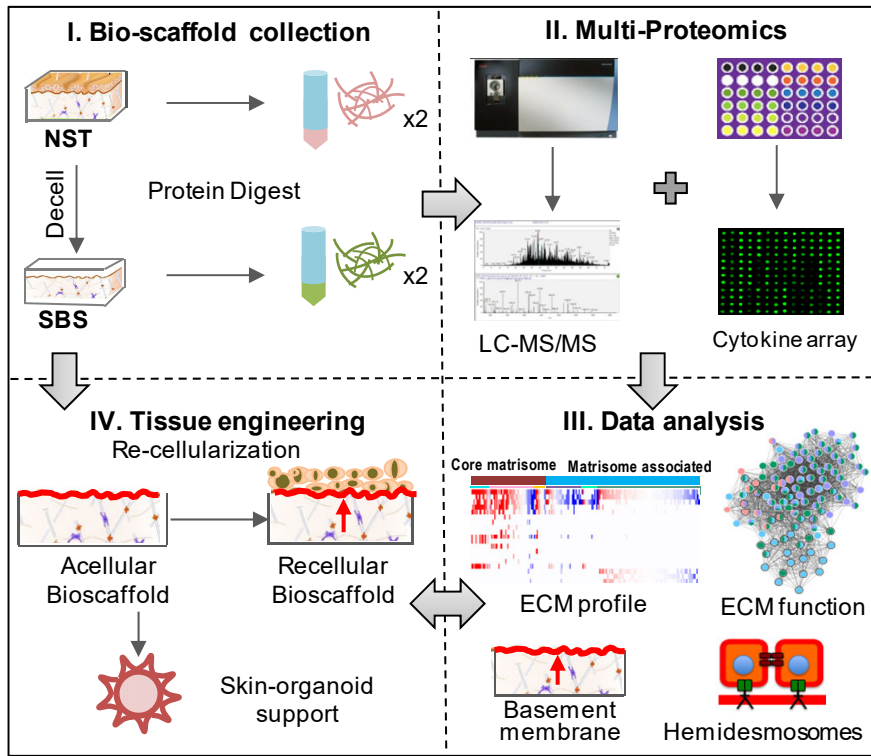 I. Bio-scaffold collection
NST
x2
Decell
Protein Digest
SBS
x2
II. Multi-Proteomics
LC-MS/MS
Cytokine array
IV. Tissue engineering
Re-cellularization
Acellular
Bioscaffold
Recellular
Bioscaffold
Skin-organoid
support
III. Data analysis
Core matrisome
Matrisome associated
ECM profile
ECM function
Basement
membrane
Hemidesmosomes